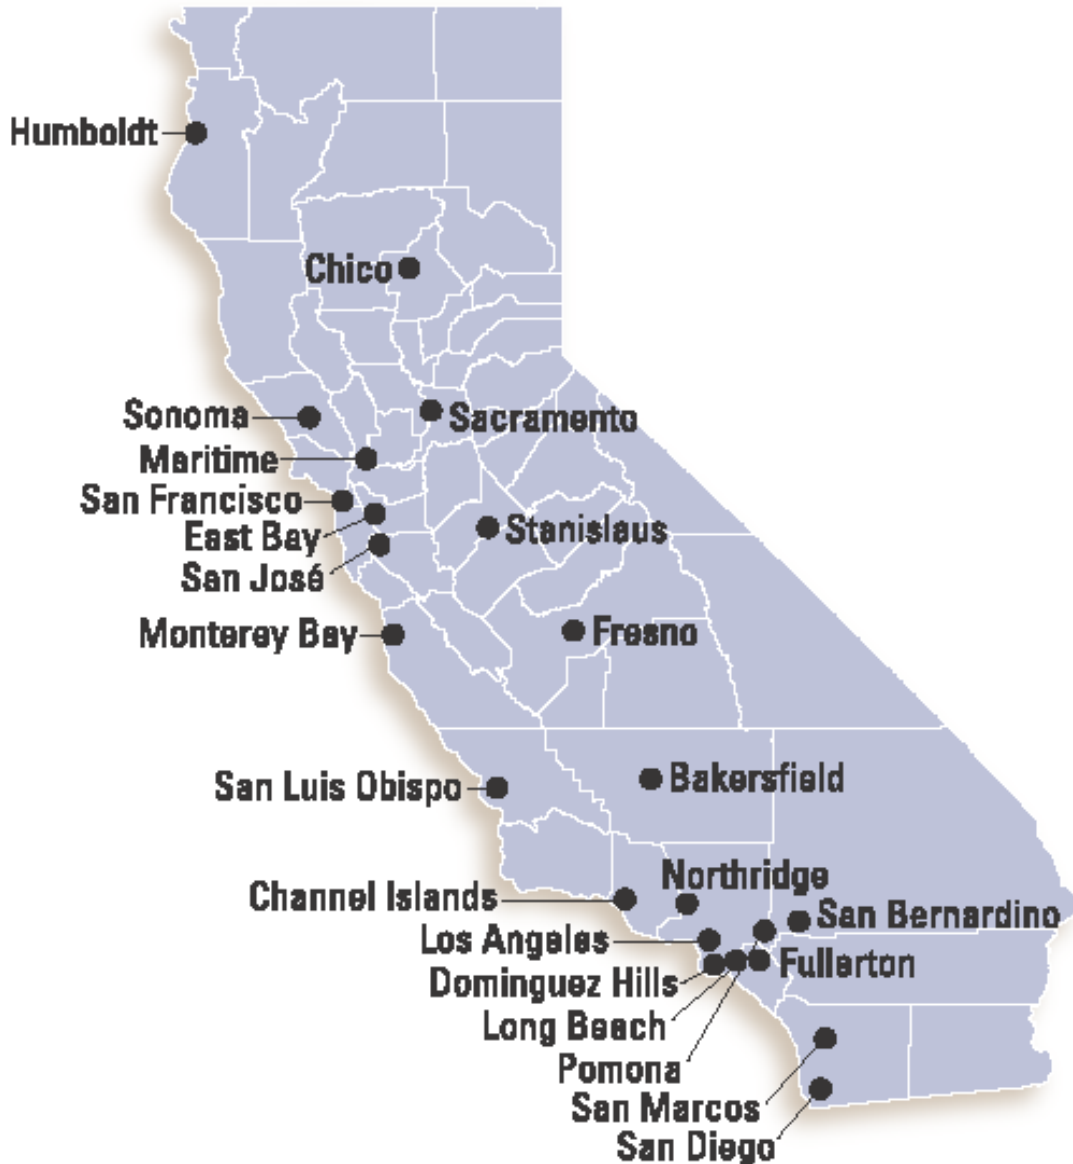 Humboldt
Chico
Sonoma
Sacramento
Maritime
San Francisco
East Bay
Stanislaus
San José
Monterey Bay
Fresno
San Luis Obispo
Bakersfield
Northridge
Channel Islands
San Bernardino
Los Angeles
Fullerton
Dominguez Hills
Long Beach
Pomona
San Marcos
San Diego